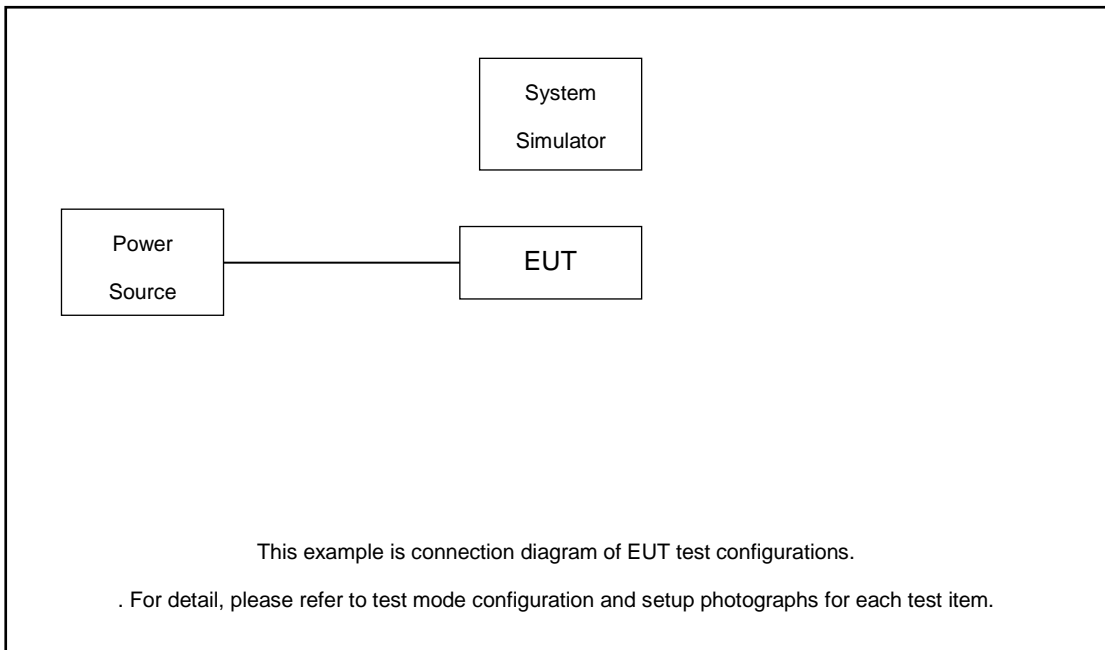 System
Simulator
Power
Source
EUT
This example is connection diagram of EUT test configurations.
. For detail, please refer to test mode configuration and setup photographs for each test item.